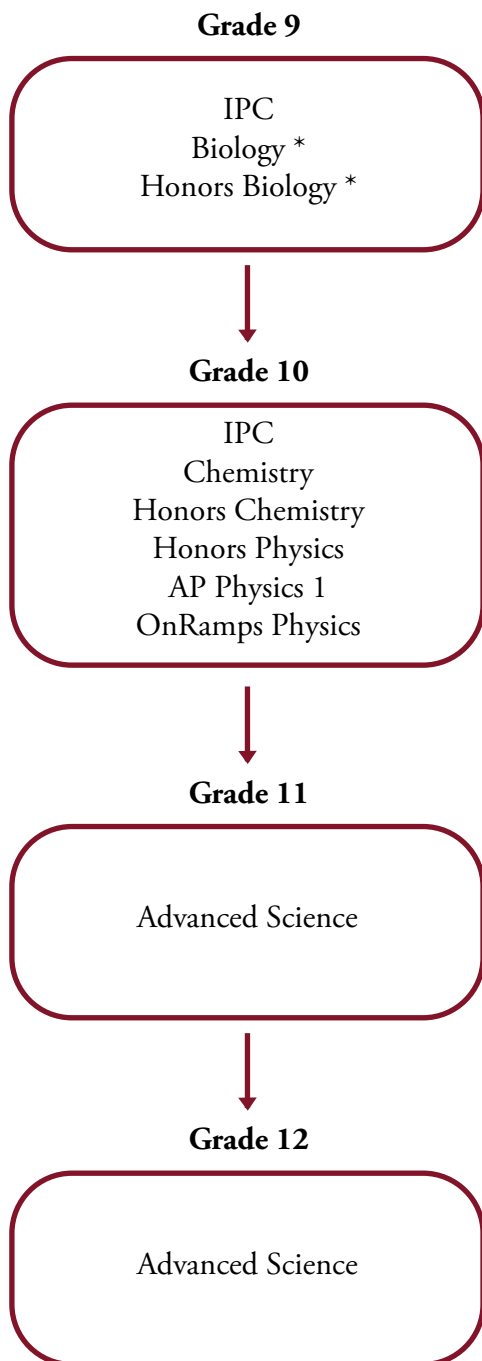 Grade 9
IPC
Biology *
Honors Biology *
Grade 10
IPC
Chemistry
Honors Chemistry
Honors Physics
AP Physics 1
OnRamps Physics
Grade 11
Advanced Science
Grade 12
Advanced Science